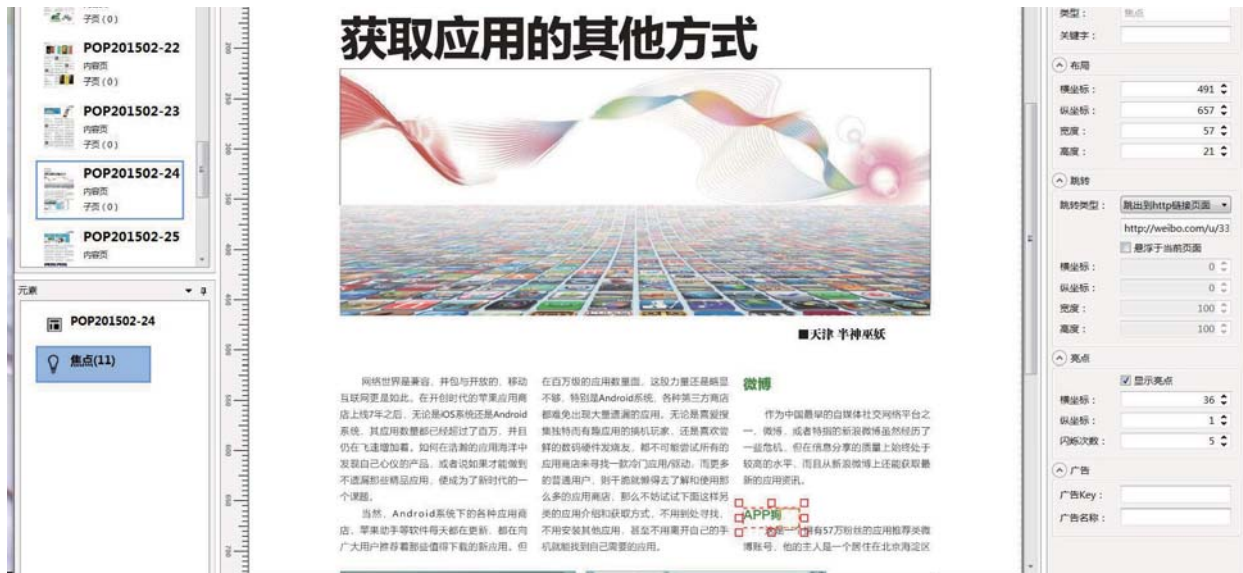 子页(0)
POP201502-22
内容页
子页(0)
POP201502-23
内容页
子页(0)
POP201502-24
内容页
子页(0)
POP201502-25
内容页
元素
POP201502-24
焦点(11)
200
250
300
350
400
450
500
550
600
650
700
获取应用的其他方式
■天津 半神巫妖
网络世界是兼容、并包与开放的，移动
互联网更是如此。在开创时代的苹果应用商
店上线7年之后，无论是iOS系统还是Android
系统，其应用数量都已经超过了百万，并且
仍在飞速增加着。如何在浩瀚的应用海洋中
发现自己心仪的产品，或者说如果才能做到
不遗漏那些精品应用，便成为了新时代的一
个课题。
当然，Android系统下的各种应用商
店，苹果助手等软件每天都在更新，都在向
广大用户推荐着那些值得下载的新应用。但
在百万级的应用数量面，这股力量还是略显
不够，特别是Android系统，各种第三方商店
都难免出现大量遗漏的应用。无论是喜爱搜
集独特而有趣应用的搞机玩家，还是喜欢尝
鲜的数码硬件发烧友，都不可能尝试所有的
应用商店来寻找一款冷门应用/驱动，而更多
的普通用户，则干脆就懒得去了解和使用那
么多的应用商店，那么不妨试试下面这样另
类的应用介绍和获取方式，不用到处寻找，
不用安装其他应用，甚至不用离开自己的手
机就能找到自己需要的应用。
微博
作为中国最早的自媒体社交网络平台之
一，微博，或者特指的新浪微博虽然经历了
一些危机，但在信息分享的质量上始终处于
较高的水平，而且从新浪微博上还能获取最
新的应用资讯。
APP狗
这是一个拥有57万粉丝的应用推荐类微
博账号，他的主人是一个居住在北京海淀区
类型： 焦点
关键字：
布局
横坐标： 491
纵坐标： 657
宽度： 57
高度： 21
跳转
跳转类型： 跳出到http链接页面
http://weibo.com/u/33
悬浮于当前页面
横坐标： 0
纵坐标： 0
宽度： 100
高度： 100
亮点
显示亮点
横坐标： 36
纵坐标： 1
闪烁次数： 5
广告
广告Key：
广告名称：